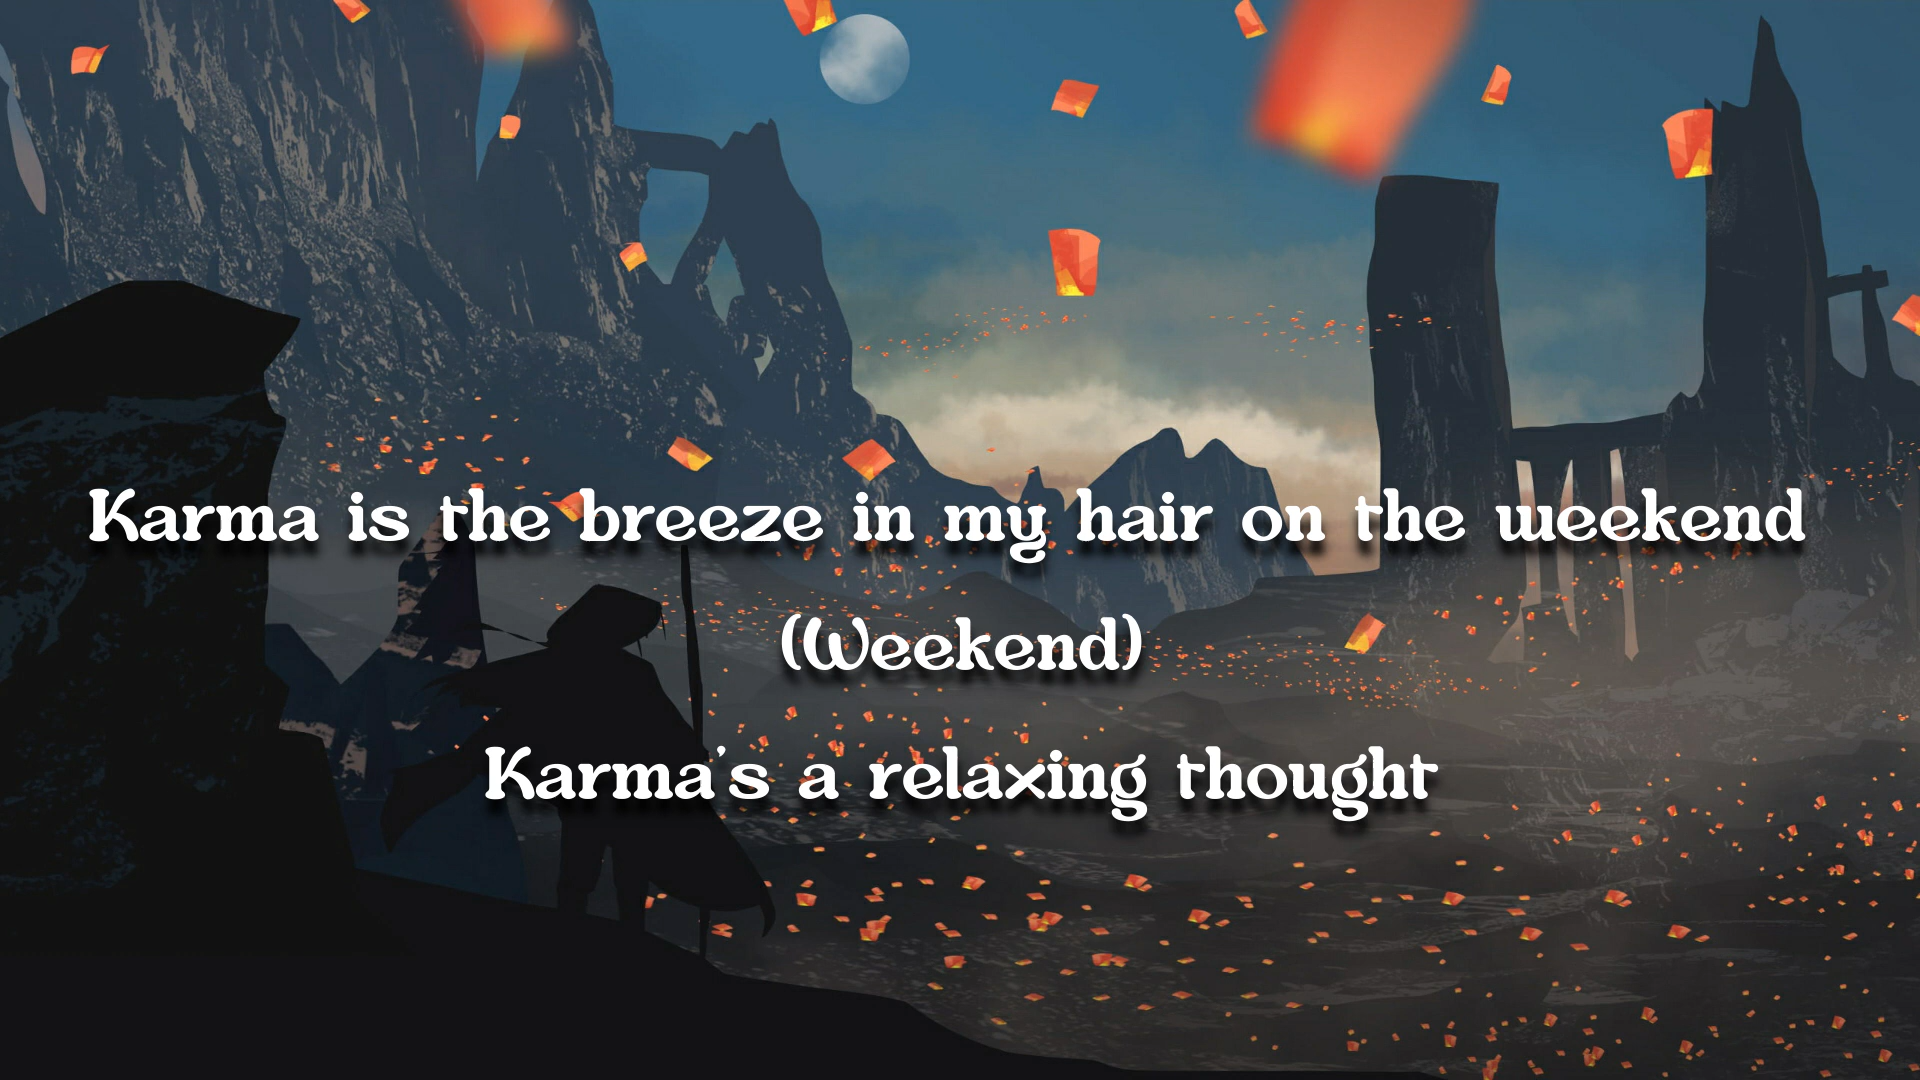 Karma is the breeze in my hair on the weekend
(Weekend)
Karma's a relaxing thought